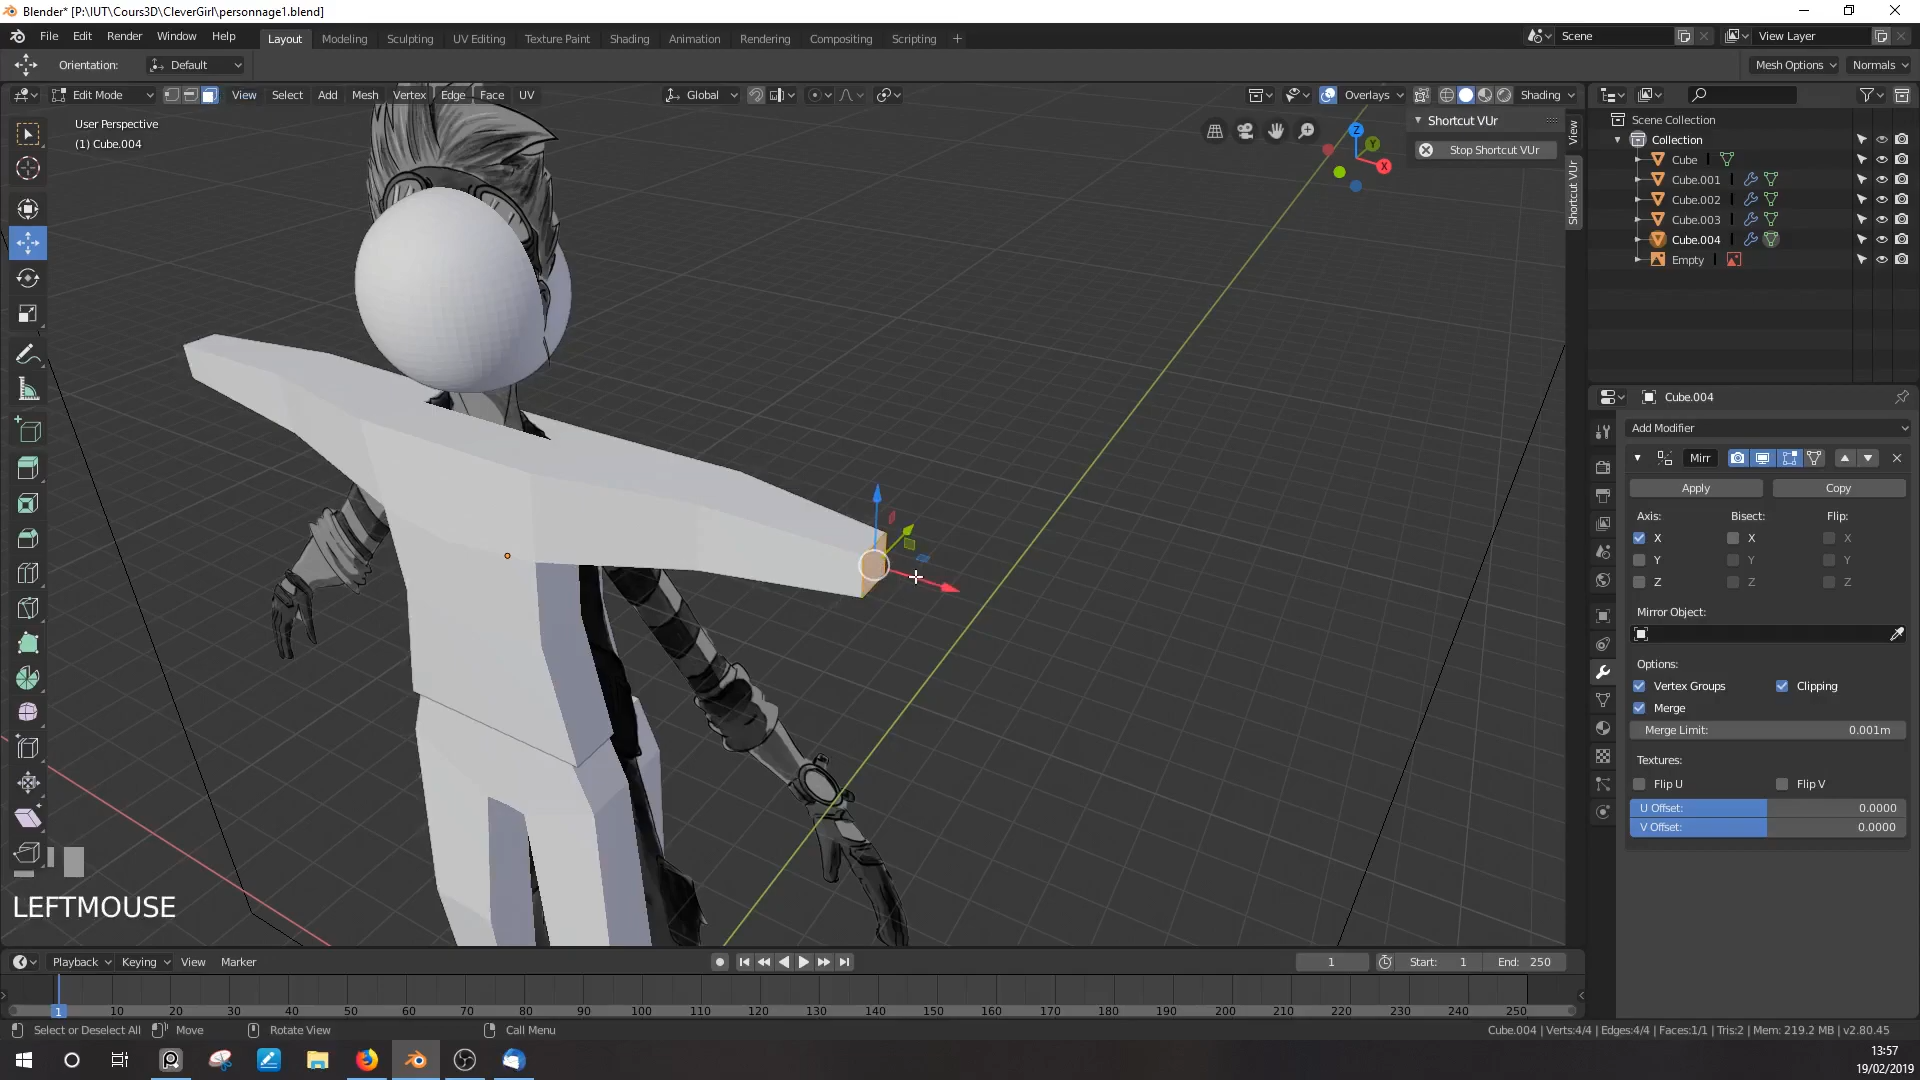 Blender* [P:\IUT\Cours3D\CleverGirl\personnage1.blend]
File Edit Render Window Help
Layout Modeling Sculpting UV Editing Texture Paint Shading Animation Rendering Compositing Scripting +
Scene
View Layer
Orientation: Default
Mesh Options Normals
Edit Mode View Select Add Mesh Vertex Edge Face UV
Global
Overlays Shading
User Perspective
(1) Cube.004
Z
Y
X
Shortcut VUr
Stop Shortcut VUr
View
Shortcut VUr
Scene Collection
Collection
Cube
Cube.001
Cube.002
Cube.003
Cube.004
Empty
Cube.004
Add Modifier
Mirr
Apply Copy
Axis: Bisect: Flip:
X X X
Y Y Y
Z Z Z
Mirror Object:
Options:
Vertex Groups Clipping
Merge
Merge Limit: 0.001m
Textures:
Flip U Flip V
U Offset: 0.0000
V Offset: 0.0000
LEFTMOUSE
Playback Keying View Marker
1 Start: 1 End: 250
1 10 20 30 40 50 60 70 80 90 100 110 120 130 140 150 160 170 180 190 200 210 220 230 240 250
Select or Deselect All Move Rotate View Call Menu
Cube.004 | Verts:4/4 | Edges:4/4 | Faces:1/1 | Tris:2 | Mem: 219.2 MB | v2.80.45
13:57
19/02/2019